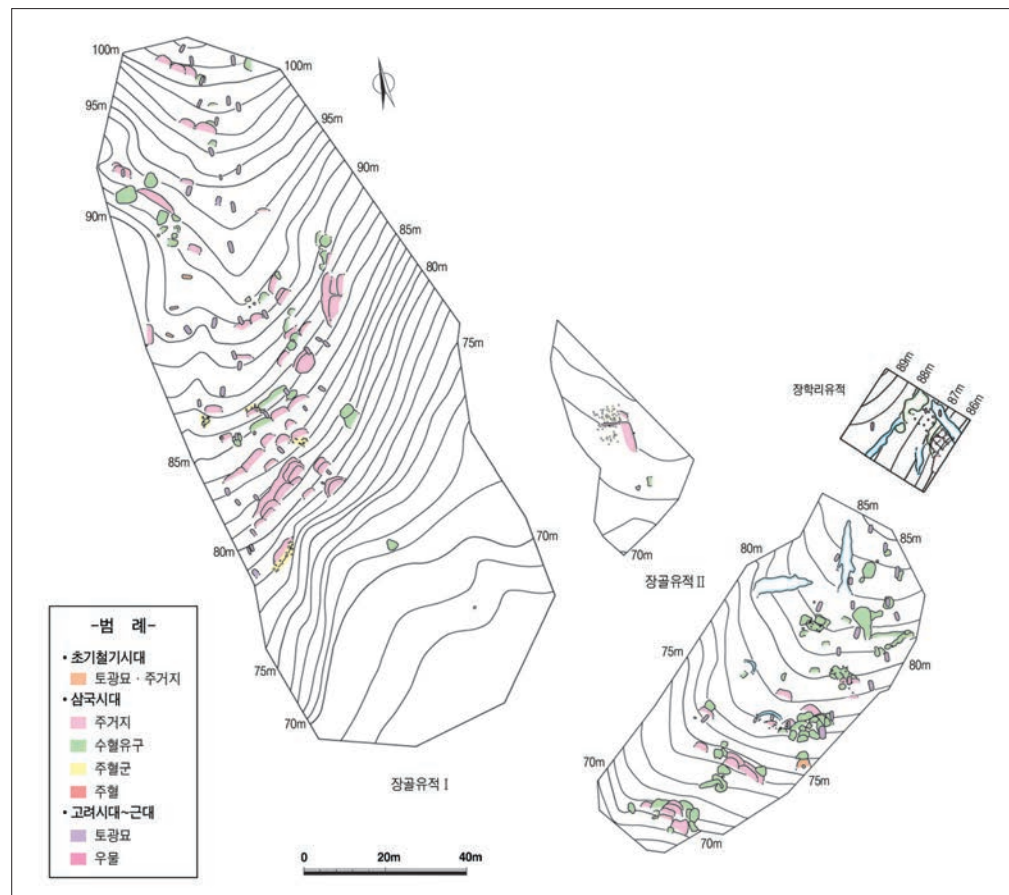 100m
100m
95m
95m
90m
90m
85m
80m
75m
85m
80m
70m
75m
70m
장골유적 I
70m
장골유적 II
장학리유적
89m
88m
87m
86m
85m
85m
80m
80m
75m
75m
70m
70m
-범 례-
• 초기철기시대
토광묘 · 주거지
• 삼국시대
주거지
수혈유구
주혈군
주혈
• 고려시대~근대
토광묘
우물
0 20m 40m